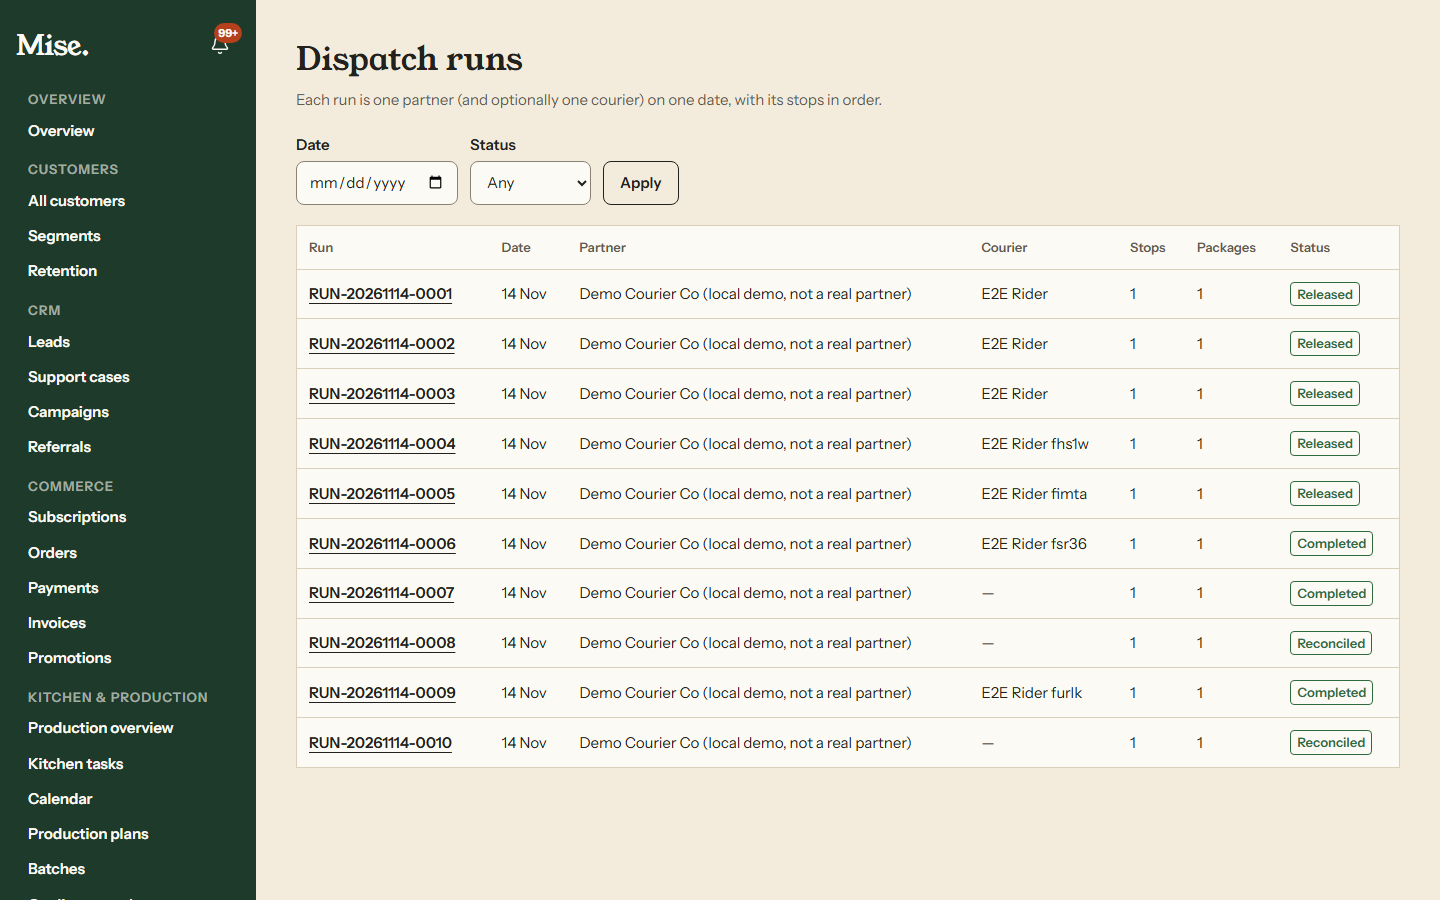 Mise.
99+
OVERVIEW
Overview
CUSTOMERS
All customers
Segments
Retention
CRM
Leads
Support cases
Campaigns
Referrals
COMMERCE
Subscriptions
Orders
Payments
Invoices
Promotions
KITCHEN & PRODUCTION
Production overview
Kitchen tasks
Calendar
Production plans
Batches
Dispatch runs
Each run is one partner (and optionally one courier) on one date, with its stops in order.
Date Status
mm/dd/yyyy Any Apply
Run Date Partner Courier Stops Packages Status
RUN-20261114-0001 14 Nov Demo Courier Co (local demo, not a real partner) E2E Rider 1 1 Released
RUN-20261114-0002 14 Nov Demo Courier Co (local demo, not a real partner) E2E Rider 1 1 Released
RUN-20261114-0003 14 Nov Demo Courier Co (local demo, not a real partner) E2E Rider 1 1 Released
RUN-20261114-0004 14 Nov Demo Courier Co (local demo, not a real partner) E2E Rider fhs1w 1 1 Released
RUN-20261114-0005 14 Nov Demo Courier Co (local demo, not a real partner) E2E Rider fimta 1 1 Released
RUN-20261114-0006 14 Nov Demo Courier Co (local demo, not a real partner) E2E Rider fsr36 1 1 Completed
RUN-20261114-0007 14 Nov Demo Courier Co (local demo, not a real partner) — 1 1 Completed
RUN-20261114-0008 14 Nov Demo Courier Co (local demo, not a real partner) — 1 1 Reconciled
RUN-20261114-0009 14 Nov Demo Courier Co (local demo, not a real partner) E2E Rider furlk 1 1 Completed
RUN-20261114-0010 14 Nov Demo Courier Co (local demo, not a real partner) — 1 1 Reconciled